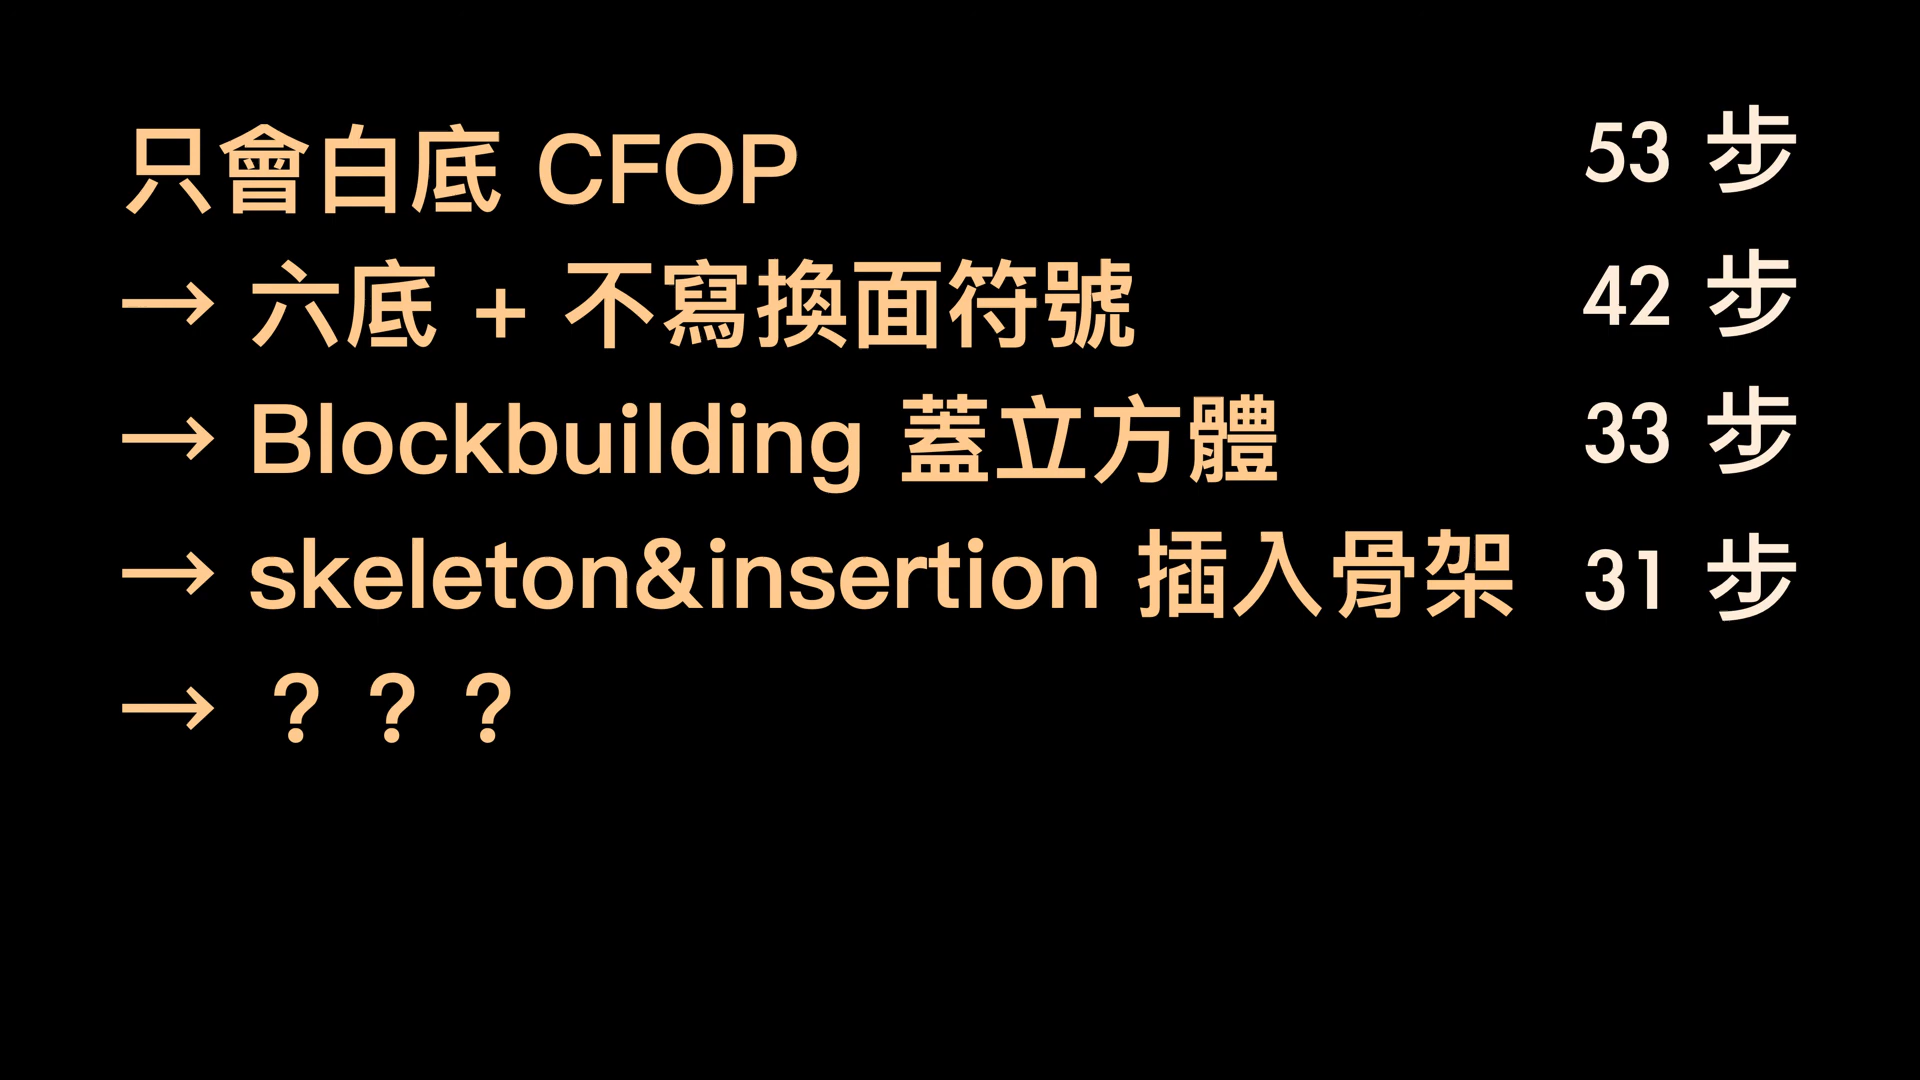 只會白底 CFOP 53 步
→ 六底 + 不寫換面符號 42 步
→ Blockbuilding 蓋立方體 33 步
→ skeleton&insertion 插入骨架 31 步
→ ？？？